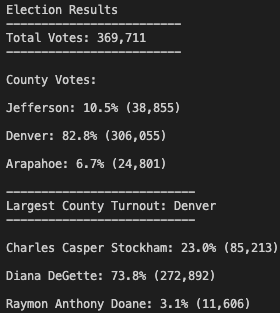 Election Results
-------------------------
Total Votes: 369,711
-------------------------
County Votes:
Jefferson: 10.5% (38,855)
Denver: 82.8% (306,055)
Arapahoe: 6.7% (24,801)
---------------------------
Largest County Turnout: Denver
---------------------------
Charles Casper Stockham: 23.0% (85,213)
Diana DeGette: 73.8% (272,892)
Raymon Anthony Doane: 3.1% (11,606)